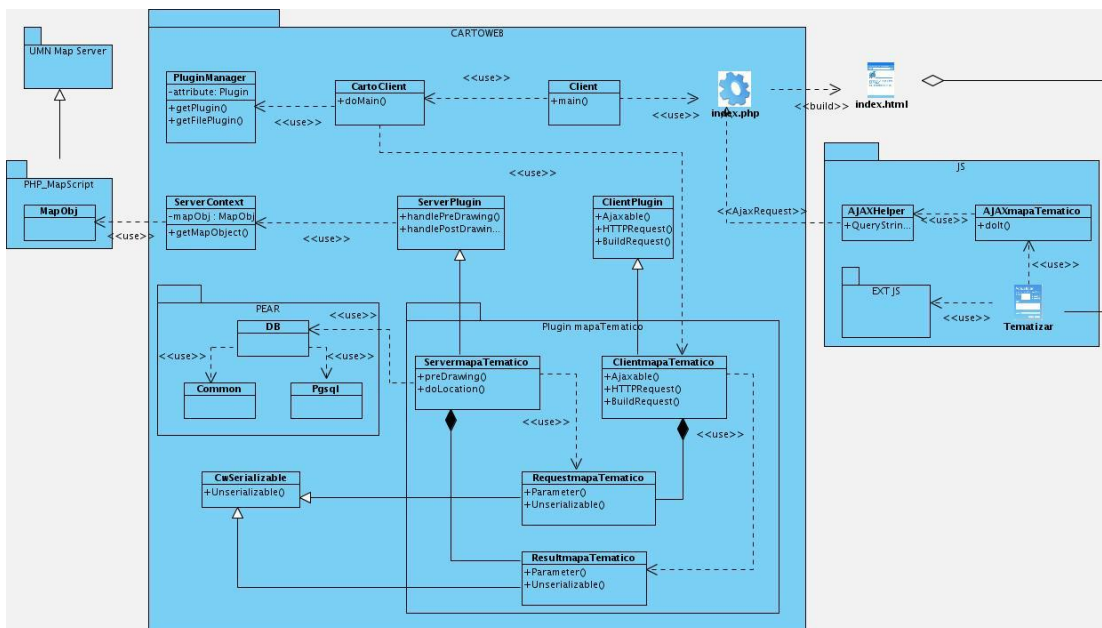 CARTOWEB
UMN Map Server
PluginManager
-attribute: Plugin
+getPlugin()
+getFilePlugin()
<<use>>
CartoClient
+doMain()
<<use>>
Client
+main()
<<use>>
index.php
<<build>>
index.html
<<use>>
PHP_MapScript
MapObj
<<use>>
ServerContext
-mapObj : MapObj
+getMapObject()
<<use>>
ServerPlugin
+handlePreDrawing()
+handlePostDrawin...
ClientPlugin
+Ajaxable()
+HTTPRequest()
+BuildRequest()
<<AjaxRequest>>
JS
AJAXHelper
+QueryStrin...
<<use>>
AJAXmapaTematico
+doIt()
<<use>>
EXT JS
<<use>>
Tematizar
PEAR
DB
<<use>>
<<use>>
<<use>>
Common
Pgsql
Plugin mapaTematico
ServermapaTematico
+preDrawing()
+doLocation()
ClientmapaTematico
+Ajaxable()
+HTTPRequest()
+BuildRequest()
<<use>>
<<use>>
CwSerializable
+Unserializable()
RequestmapaTematico
+Parameter()
+Unserializable()
ResultmapaTematico
+Parameter()
+Unserializable()